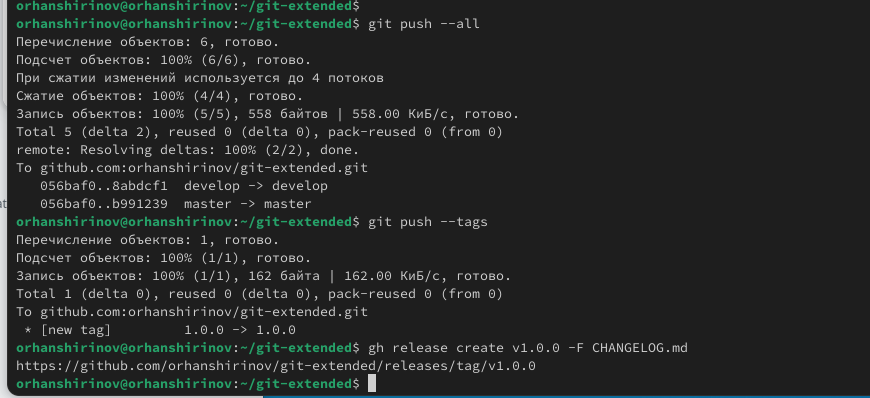 orhanshirinov@orhanshirinov:~/git-extended$
orhanshirinov@orhanshirinov:~/git-extended$ git push --all
Перечисление объектов: 6, готово.
Подсчет объектов: 100% (6/6), готово.
При сжатии изменений используется до 4 потоков
Сжатие объектов: 100% (4/4), готово.
Запись объектов: 100% (5/5), 558 байтов | 558.00 КиБ/с, готово.
Total 5 (delta 2), reused 0 (delta 0), pack-reused 0 (from 0)
remote: Resolving deltas: 100% (2/2), done.
To github.com:orhanshirinov/git-extended.git
   056baf0..8abdcf1  develop -> develop
   056baf0..b991239  master -> master
orhanshirinov@orhanshirinov:~/git-extended$ git push --tags
Перечисление объектов: 1, готово.
Подсчет объектов: 100% (1/1), готово.
Запись объектов: 100% (1/1), 162 байта | 162.00 КиБ/с, готово.
Total 1 (delta 0), reused 0 (delta 0), pack-reused 0 (from 0)
To github.com:orhanshirinov/git-extended.git
 * [new tag]         1.0.0 -> 1.0.0
orhanshirinov@orhanshirinov:~/git-extended$ gh release create v1.0.0 -F CHANGELOG.md
https://github.com/orhanshirinov/git-extended/releases/tag/v1.0.0
orhanshirinov@orhanshirinov:~/git-extended$